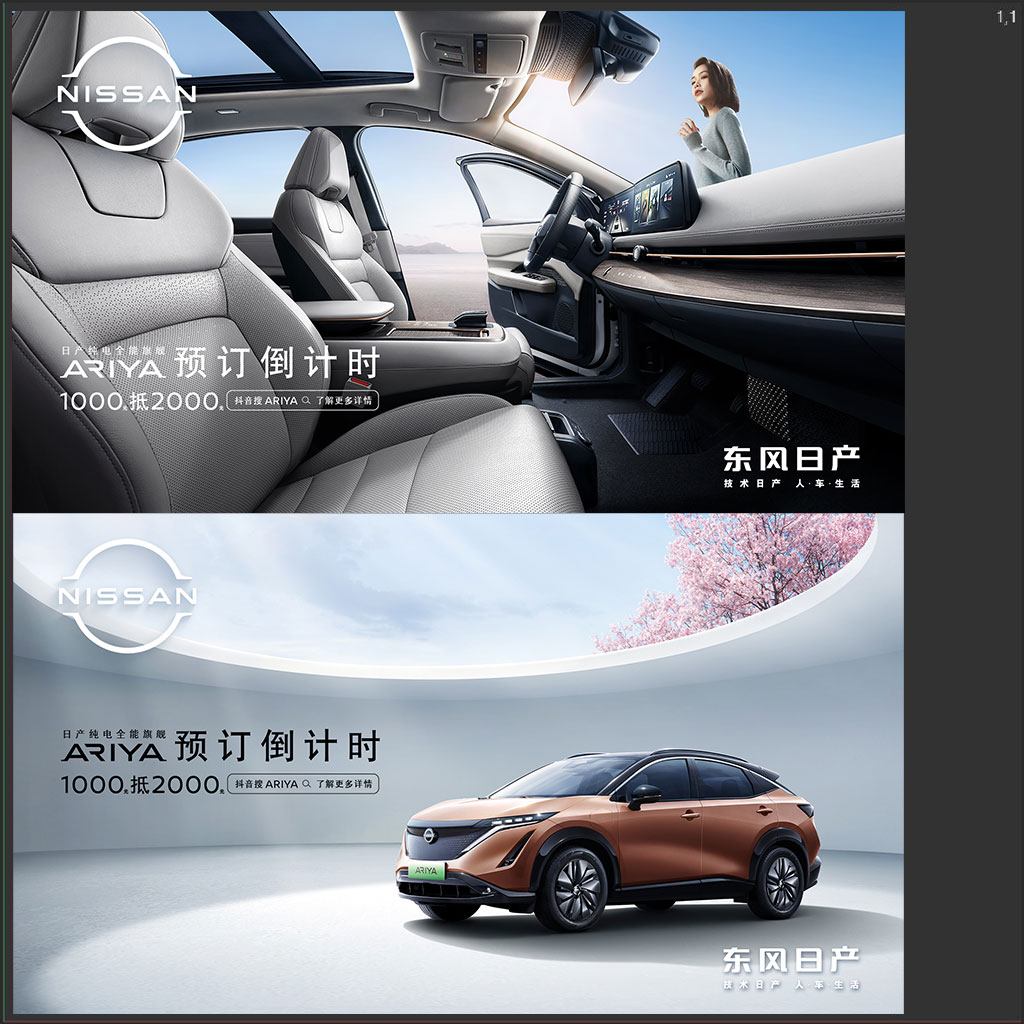 1:1
NISSAN
日产纯电全能旗舰
ARIYA 预订倒计时
1000元抵2000元 抖音搜 ARIYA 了解更多详情
东风日产
技术日产 人·车·生活
NISSAN
日产纯电全能旗舰
ARIYA 预订倒计时
1000元抵2000元 抖音搜 ARIYA 了解更多详情
ARIYA
东风日产
技术日产 人·车·生活